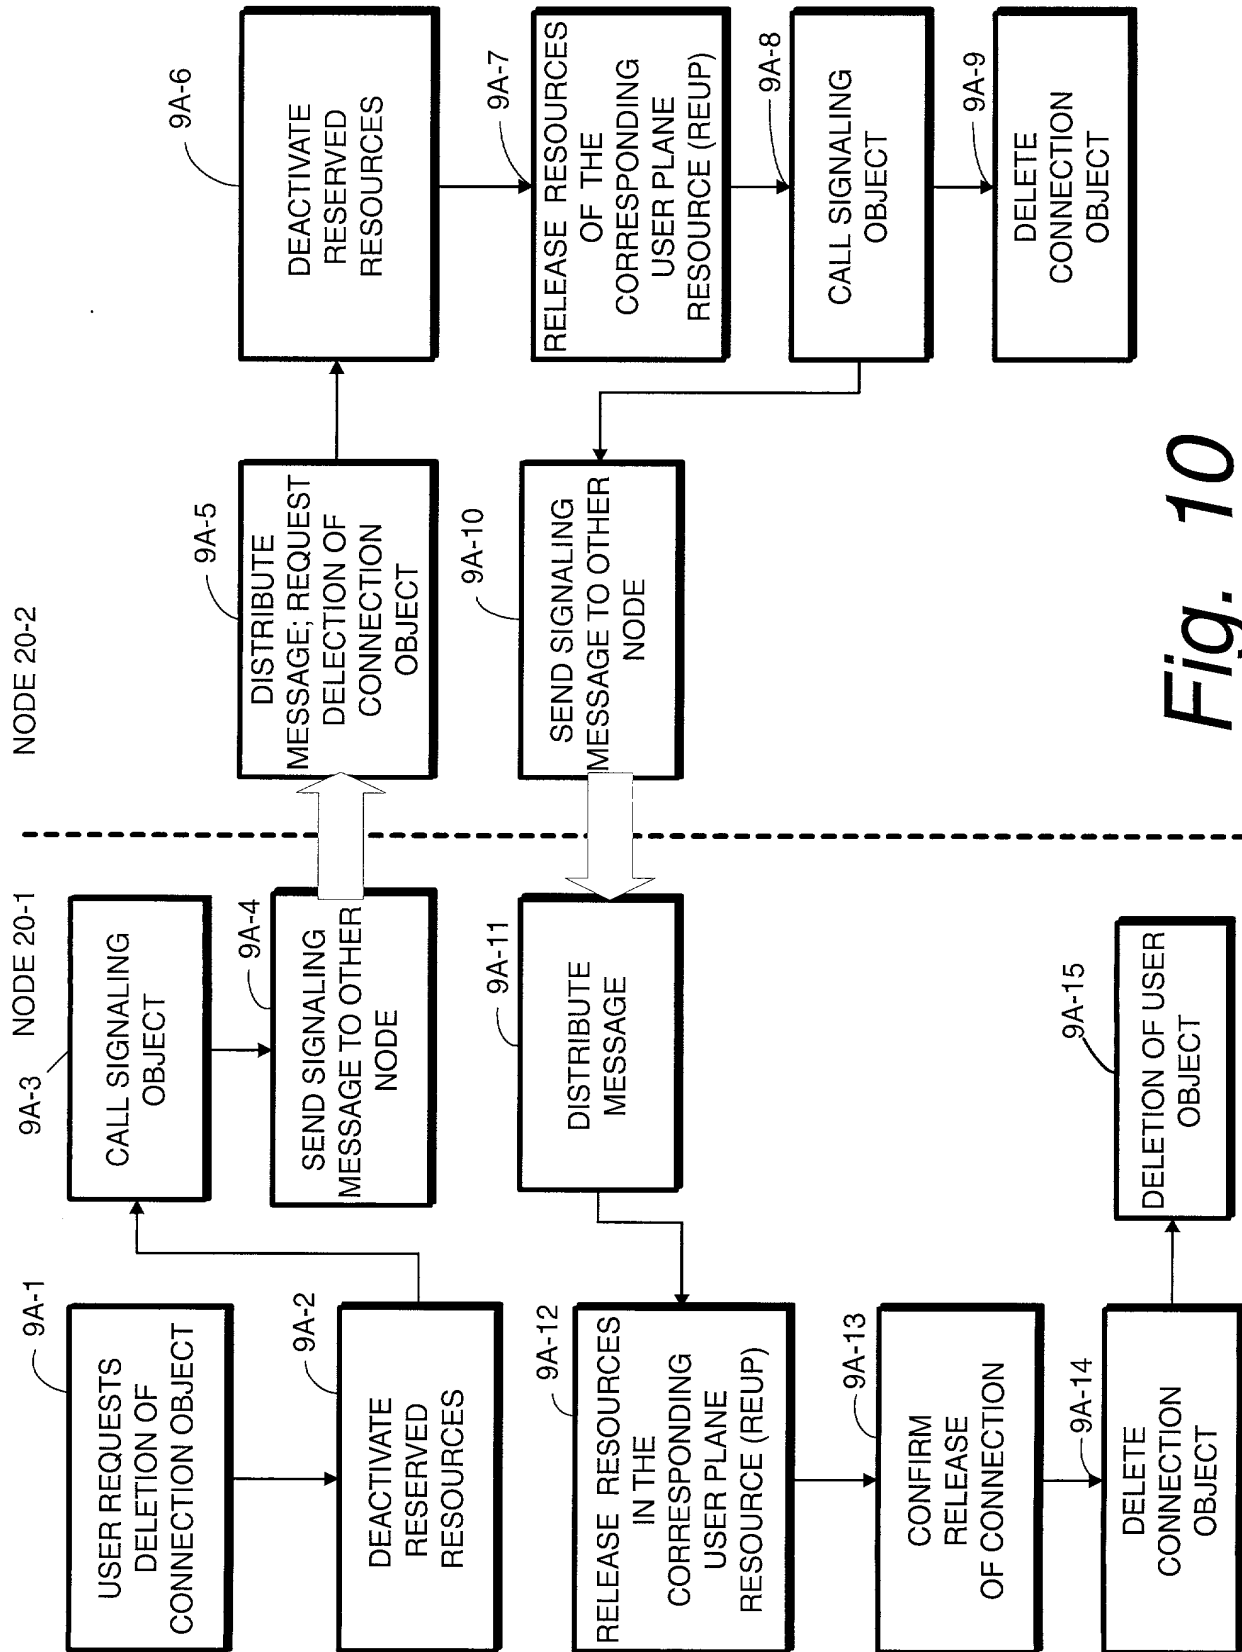 NODE 20-1
NODE 20-2
9A-1
USER REQUESTS
DELETION OF
CONNECTION OBJECT
9A-2
DEACTIVATE
RESERVED
RESOURCES
9A-3
CALL SIGNALING
OBJECT
9A-4
SEND SIGNALING
MESSAGE TO OTHER
NODE
9A-5
DISTRIBUTE
MESSAGE; REQUEST
DELECTION OF
CONNECTION
OBJECT
9A-6
DEACTIVATE
RESERVED
RESOURCES
9A-7
RELEASE RESOURCES
OF THE
CORRESPONDING
USER PLANE
RESOURCE (REUP)
9A-8
CALL SIGNALING
OBJECT
9A-9
DELETE
CONNECTION
OBJECT
9A-10
SEND SIGNALING
MESSAGE TO OTHER
NODE
9A-11
DISTRIBUTE
MESSAGE
9A-12
RELEASE RESOURCES
IN THE
CORRESPONDING
USER PLANE
RESOURCE (REUP)
9A-13
CONFIRM
RELEASE
OF CONNECTION
9A-14
DELETE
CONNECTION
OBJECT
9A-15
DELETION OF USER
OBJECT
Fig. 10